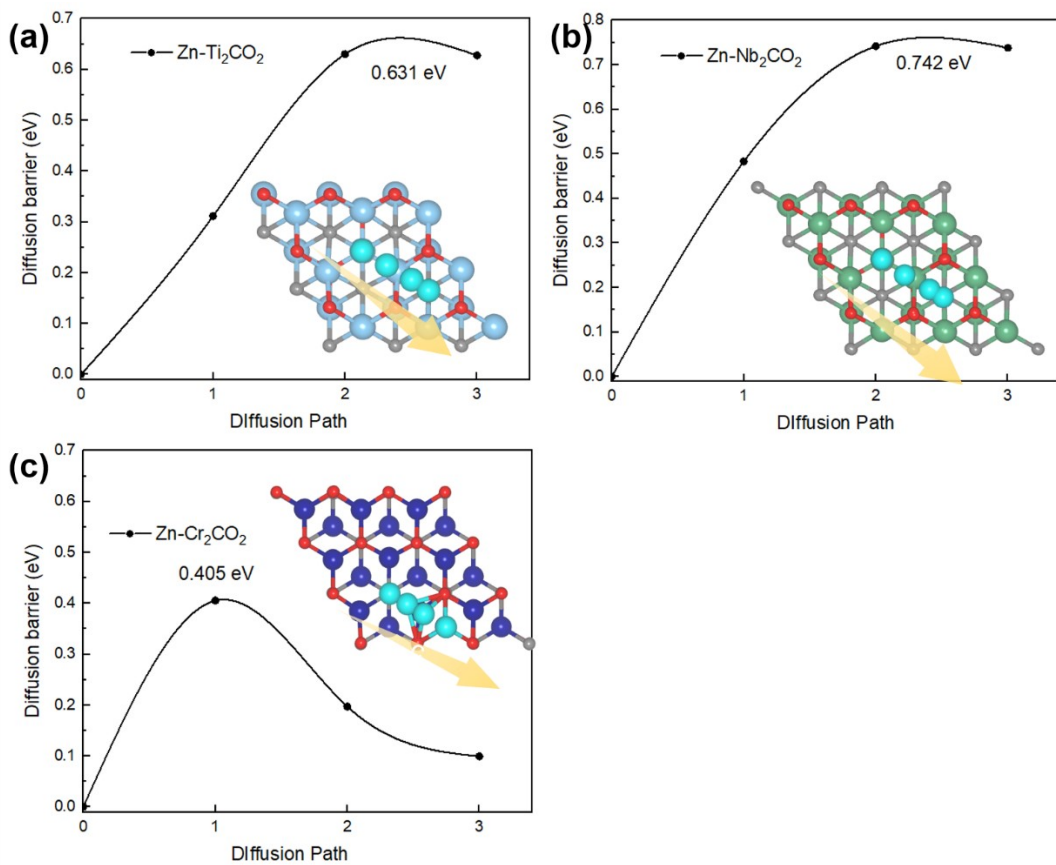 (a)
0.7
0.6
0.5
0.4
0.3
0.2
0.1
0.0
Diffusion barrier (eV)
Zn-Ti₂CO₂
0.631 eV
0
1
2
3
DIffusion Path
(b)
0.8
0.7
0.6
0.5
0.4
0.3
0.2
0.1
0.0
Diffusion barrier (eV)
Zn-Nb₂CO₂
0.742 eV
0
1
2
3
DIffusion Path
(c)
0.7
0.6
0.5
0.4
0.3
0.2
0.1
0.0
Diffusion barrier (eV)
Zn-Cr₂CO₂
0.405 eV
0
1
2
3
DIffusion Path